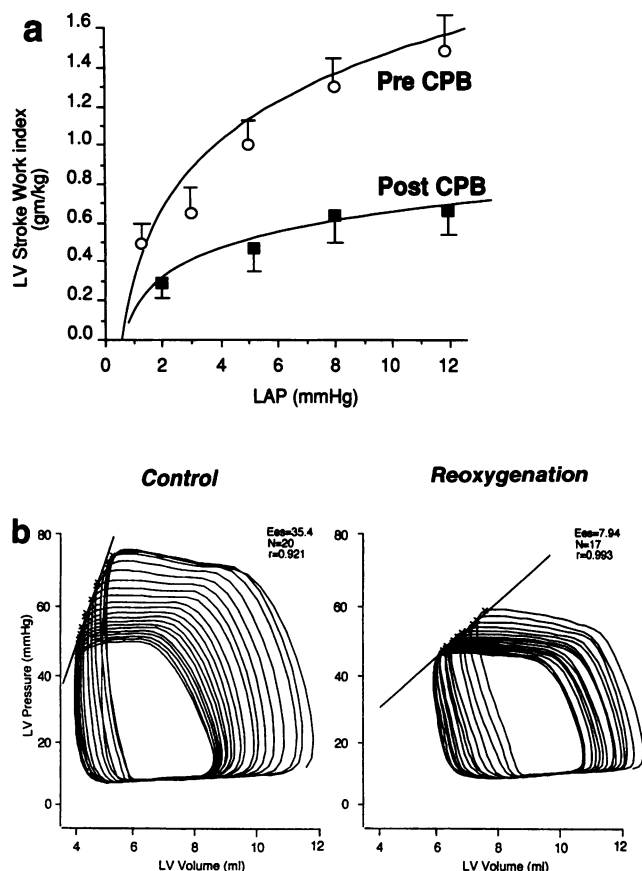 a
1.6
1.4
1.2
1.0
0.8
0.6
0.4
0.2
0.0
LV Stroke Work index
(gm/kg)
Pre CPB
Post CPB
0 2 4 6 8 10 12
LAP (mmHg)
Control
Reoxygenation
b
80
60
40
20
0
LV Pressure (mmHg)
Ees=35.4
N=20
r=0.921
4 6 8 10 12
LV Volume (ml)
80
60
40
20
0
Ees=7.94
N=17
r=0.993
4 6 8 10 12
LV Volume (ml)